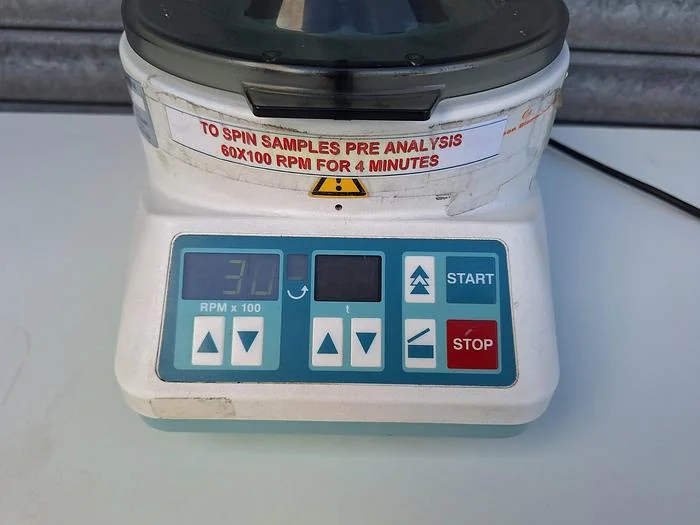 TO SPIN SAMPLES PRE ANALYSIS
60X100 RPM FOR 4 MINUTES
30
RPM x 100
t
START
STOP